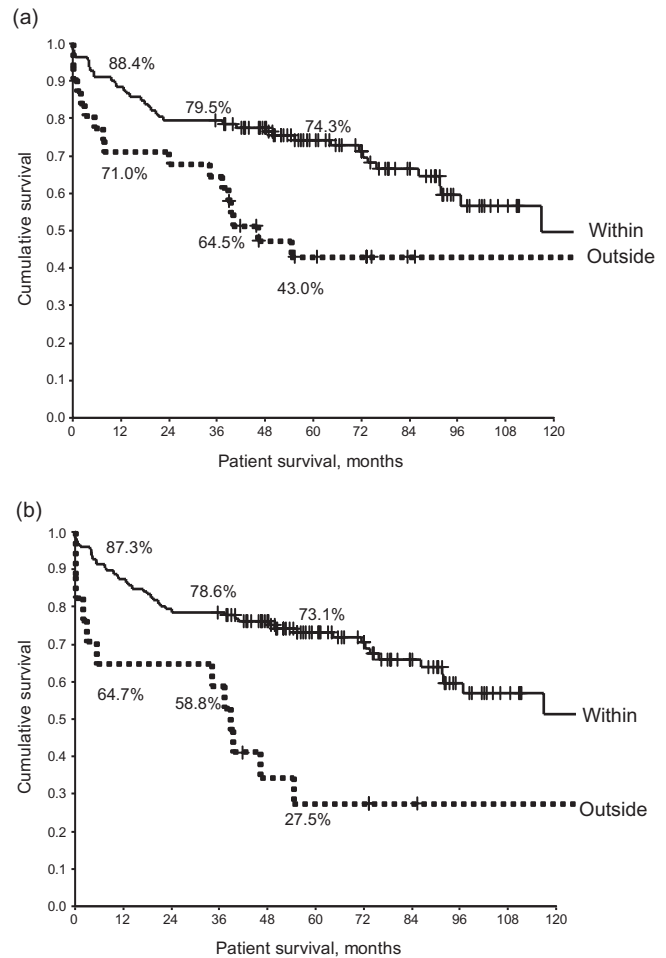 (a)
1.0
0.9
0.8
0.7
0.6
0.5
0.4
0.3
0.2
0.1
0.0
Cumulative survival
88.4%
79.5%
74.3%
71.0%
64.5%
43.0%
Within
Outside
0 12 24 36 48 60 72 84 96 108 120
Patient survival, months
(b)
1.0
0.9
0.8
0.7
0.6
0.5
0.4
0.3
0.2
0.1
0.0
Cumulative survival
87.3%
78.6%
73.1%
64.7%
58.8%
27.5%
Within
Outside
0 12 24 36 48 60 72 84 96 108 120
Patient survival, months